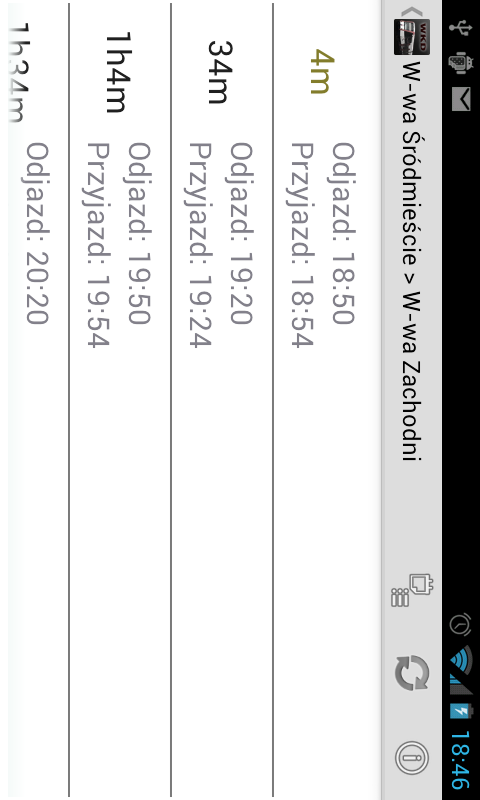 18:46
WKD
W-wa Śródmieście > W-wa Zachodni
4m
Odjazd: 18:50
Przyjazd: 18:54
34m
Odjazd: 19:20
Przyjazd: 19:24
1h4m
Odjazd: 19:50
Przyjazd: 19:54
1h34m
Odjazd: 20:20